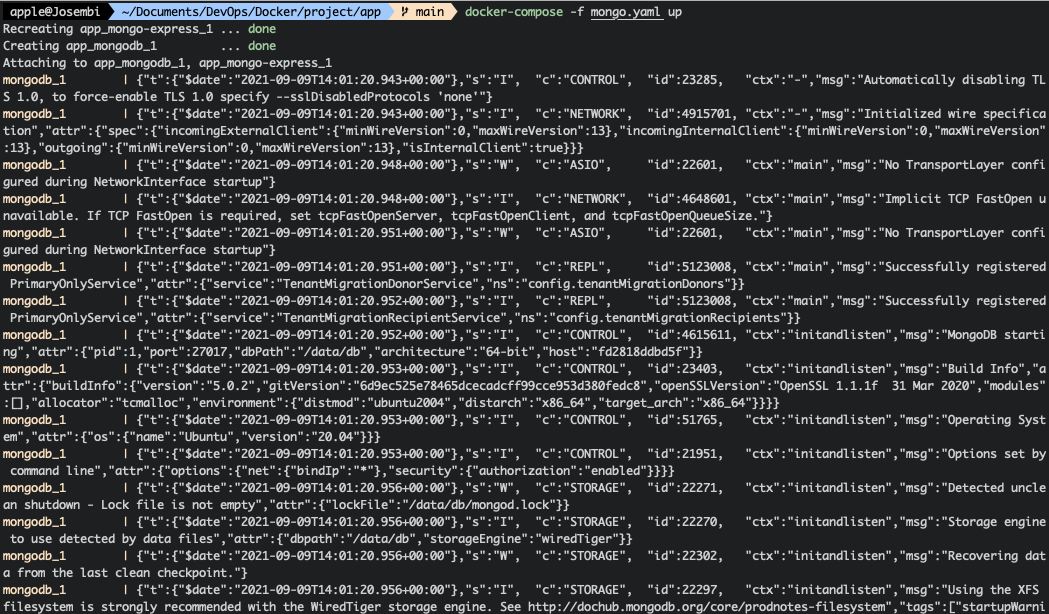 apple@Josembi ~/Documents/DevOps/Docker/project/app main docker-compose -f mongo.yaml up
Recreating app_mongo-express_1 ... done
Creating app_mongodb_1         ... done
Attaching to app_mongodb_1, app_mongo-express_1
mongodb_1        | {"t":{"$date":"2021-09-09T14:01:20.943+00:00"},"s":"I",  "c":"CONTROL",  "id":23285,   "ctx":"-","msg":"Automatically disabling TL
S 1.0, to force-enable TLS 1.0 specify --sslDisabledProtocols 'none'"}
mongodb_1        | {"t":{"$date":"2021-09-09T14:01:20.943+00:00"},"s":"I",  "c":"NETWORK",  "id":4915701, "ctx":"-","msg":"Initialized wire specifica
tion","attr":{"spec":{"incomingExternalClient":{"minWireVersion":0,"maxWireVersion":13},"incomingInternalClient":{"minWireVersion":0,"maxWireVersion"
:13},"outgoing":{"minWireVersion":0,"maxWireVersion":13},"isInternalClient":true}}}
mongodb_1        | {"t":{"$date":"2021-09-09T14:01:20.948+00:00"},"s":"W",  "c":"ASIO",     "id":22601,   "ctx":"main","msg":"No TransportLayer confi
gured during NetworkInterface startup"}
mongodb_1        | {"t":{"$date":"2021-09-09T14:01:20.948+00:00"},"s":"I",  "c":"NETWORK",  "id":4648601, "ctx":"main","msg":"Implicit TCP FastOpen u
navailable. If TCP FastOpen is required, set tcpFastOpenServer, tcpFastOpenClient, and tcpFastOpenQueueSize."}
mongodb_1        | {"t":{"$date":"2021-09-09T14:01:20.951+00:00"},"s":"W",  "c":"ASIO",     "id":22601,   "ctx":"main","msg":"No TransportLayer confi
gured during NetworkInterface startup"}
mongodb_1        | {"t":{"$date":"2021-09-09T14:01:20.951+00:00"},"s":"I",  "c":"REPL",     "id":5123008, "ctx":"main","msg":"Successfully registered
 PrimaryOnlyService","attr":{"service":"TenantMigrationDonorService","ns":"config.tenantMigrationDonors"}}
mongodb_1        | {"t":{"$date":"2021-09-09T14:01:20.952+00:00"},"s":"I",  "c":"REPL",     "id":5123008, "ctx":"main","msg":"Successfully registered
 PrimaryOnlyService","attr":{"service":"TenantMigrationRecipientService","ns":"config.tenantMigrationRecipients"}}
mongodb_1        | {"t":{"$date":"2021-09-09T14:01:20.952+00:00"},"s":"I",  "c":"CONTROL",  "id":4615611, "ctx":"initandlisten","msg":"MongoDB starti
ng","attr":{"pid":1,"port":27017,"dbPath":"/data/db","architecture":"64-bit","host":"fd2818ddbd5f"}}
mongodb_1        | {"t":{"$date":"2021-09-09T14:01:20.953+00:00"},"s":"I",  "c":"CONTROL",  "id":23403,   "ctx":"initandlisten","msg":"Build Info","a
ttr":{"buildInfo":{"version":"5.0.2","gitVersion":"6d9ec525e78465dcecadcff99cce953d380fedc8","openSSLVersion":"OpenSSL 1.1.1f  31 Mar 2020","modules"
:[],"allocator":"tcmalloc","environment":{"distmod":"ubuntu2004","distarch":"x86_64","target_arch":"x86_64"}}}}
mongodb_1        | {"t":{"$date":"2021-09-09T14:01:20.953+00:00"},"s":"I",  "c":"CONTROL",  "id":51765,   "ctx":"initandlisten","msg":"Operating Syst
em","attr":{"os":{"name":"Ubuntu","version":"20.04"}}}
mongodb_1        | {"t":{"$date":"2021-09-09T14:01:20.953+00:00"},"s":"I",  "c":"CONTROL",  "id":21951,   "ctx":"initandlisten","msg":"Options set by
 command line","attr":{"options":{"net":{"bindIp":"*"},"security":{"authorization":"enabled"}}}}
mongodb_1        | {"t":{"$date":"2021-09-09T14:01:20.956+00:00"},"s":"W",  "c":"STORAGE",  "id":22271,   "ctx":"initandlisten","msg":"Detected uncle
an shutdown - Lock file is not empty","attr":{"lockFile":"/data/db/mongod.lock"}}
mongodb_1        | {"t":{"$date":"2021-09-09T14:01:20.956+00:00"},"s":"I",  "c":"STORAGE",  "id":22270,   "ctx":"initandlisten","msg":"Storage engine
 to use detected by data files","attr":{"dbpath":"/data/db","storageEngine":"wiredTiger"}}
mongodb_1        | {"t":{"$date":"2021-09-09T14:01:20.956+00:00"},"s":"W",  "c":"STORAGE",  "id":22302,   "ctx":"initandlisten","msg":"Recovering dat
a from the last clean checkpoint."}
mongodb_1        | {"t":{"$date":"2021-09-09T14:01:20.956+00:00"},"s":"I",  "c":"STORAGE",  "id":22297,   "ctx":"initandlisten","msg":"Using the XFS
filesystem is strongly recommended with the WiredTiger storage engine. See http://dochub.mongodb.org/core/prodnotes-filesystem","tags":["startupWarni